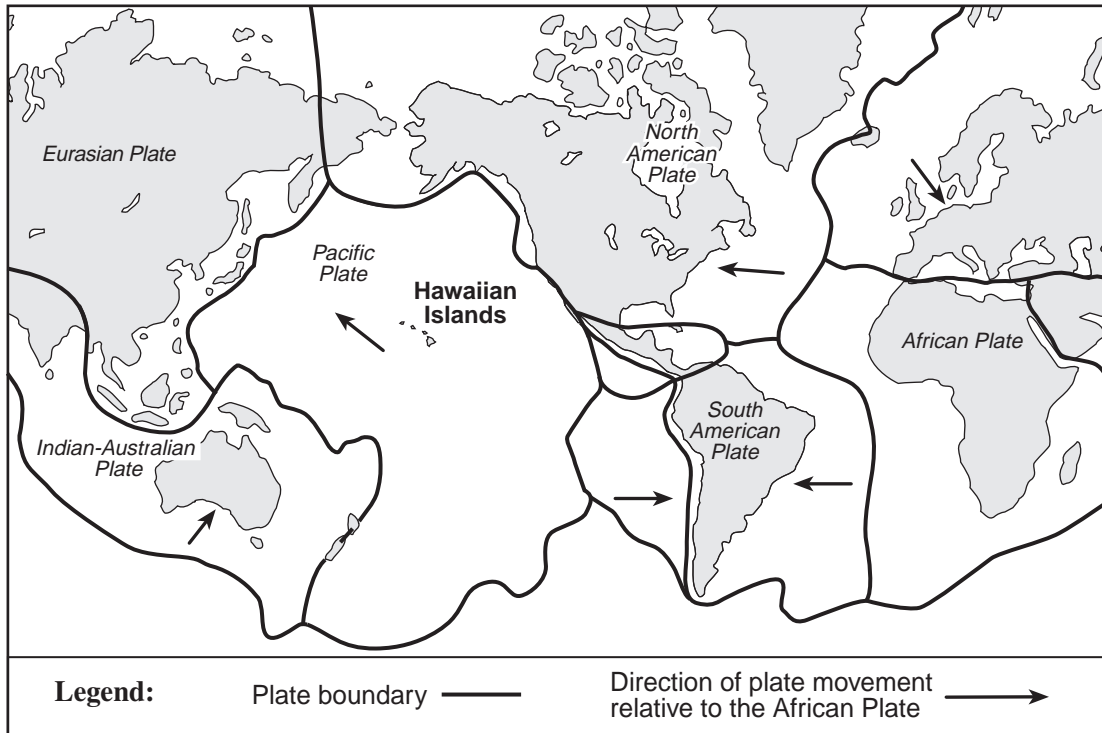 Eurasian Plate
North
American
Plate
Pacific
Plate
Hawaiian
Islands
African Plate
South
American
Plate
Indian-Australian
Plate
Legend:
Plate boundary
Direction of plate movement
relative to the African Plate